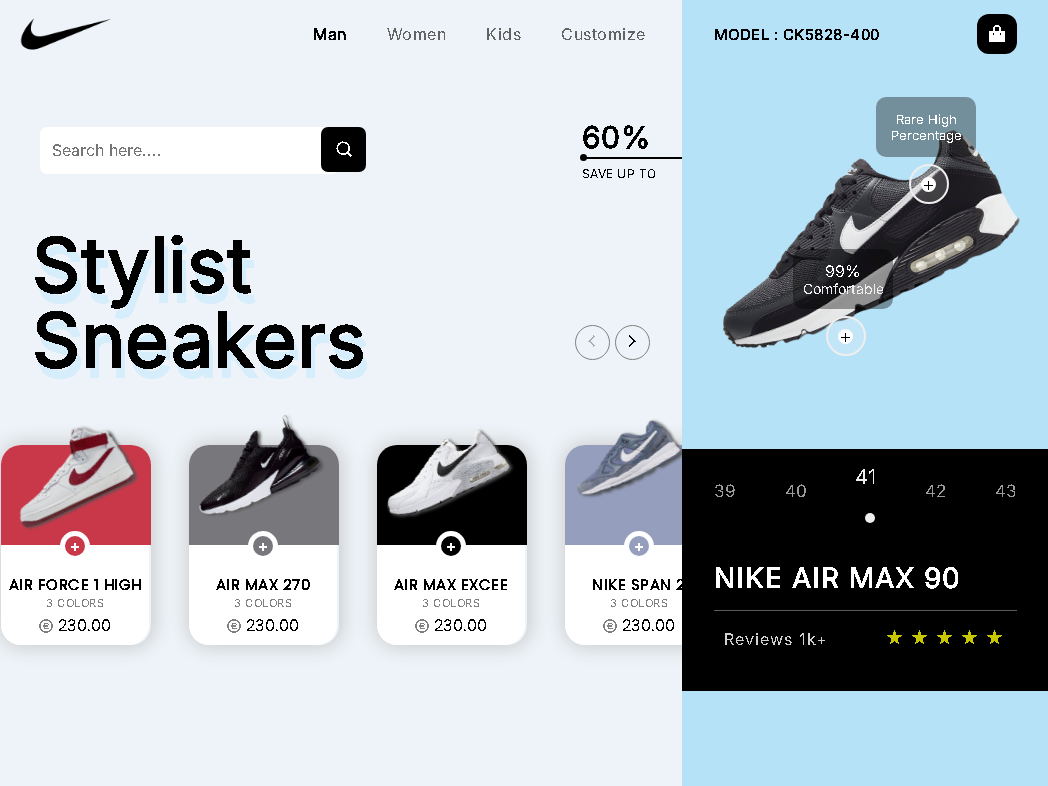 Man Women Kids Customize
MODEL : CK5828-400
Search here....
60%
SAVE UP TO
Rare High
Percentage
Stylist
Sneakers
99%
Comfortable
39 40 41 42 43
AIR FORCE 1 HIGH
3 COLORS
230.00
AIR MAX 270
3 COLORS
230.00
AIR MAX EXCEE
3 COLORS
230.00
NIKE SPAN 2
3 COLORS
230.00
NIKE AIR MAX 90
Reviews 1k+